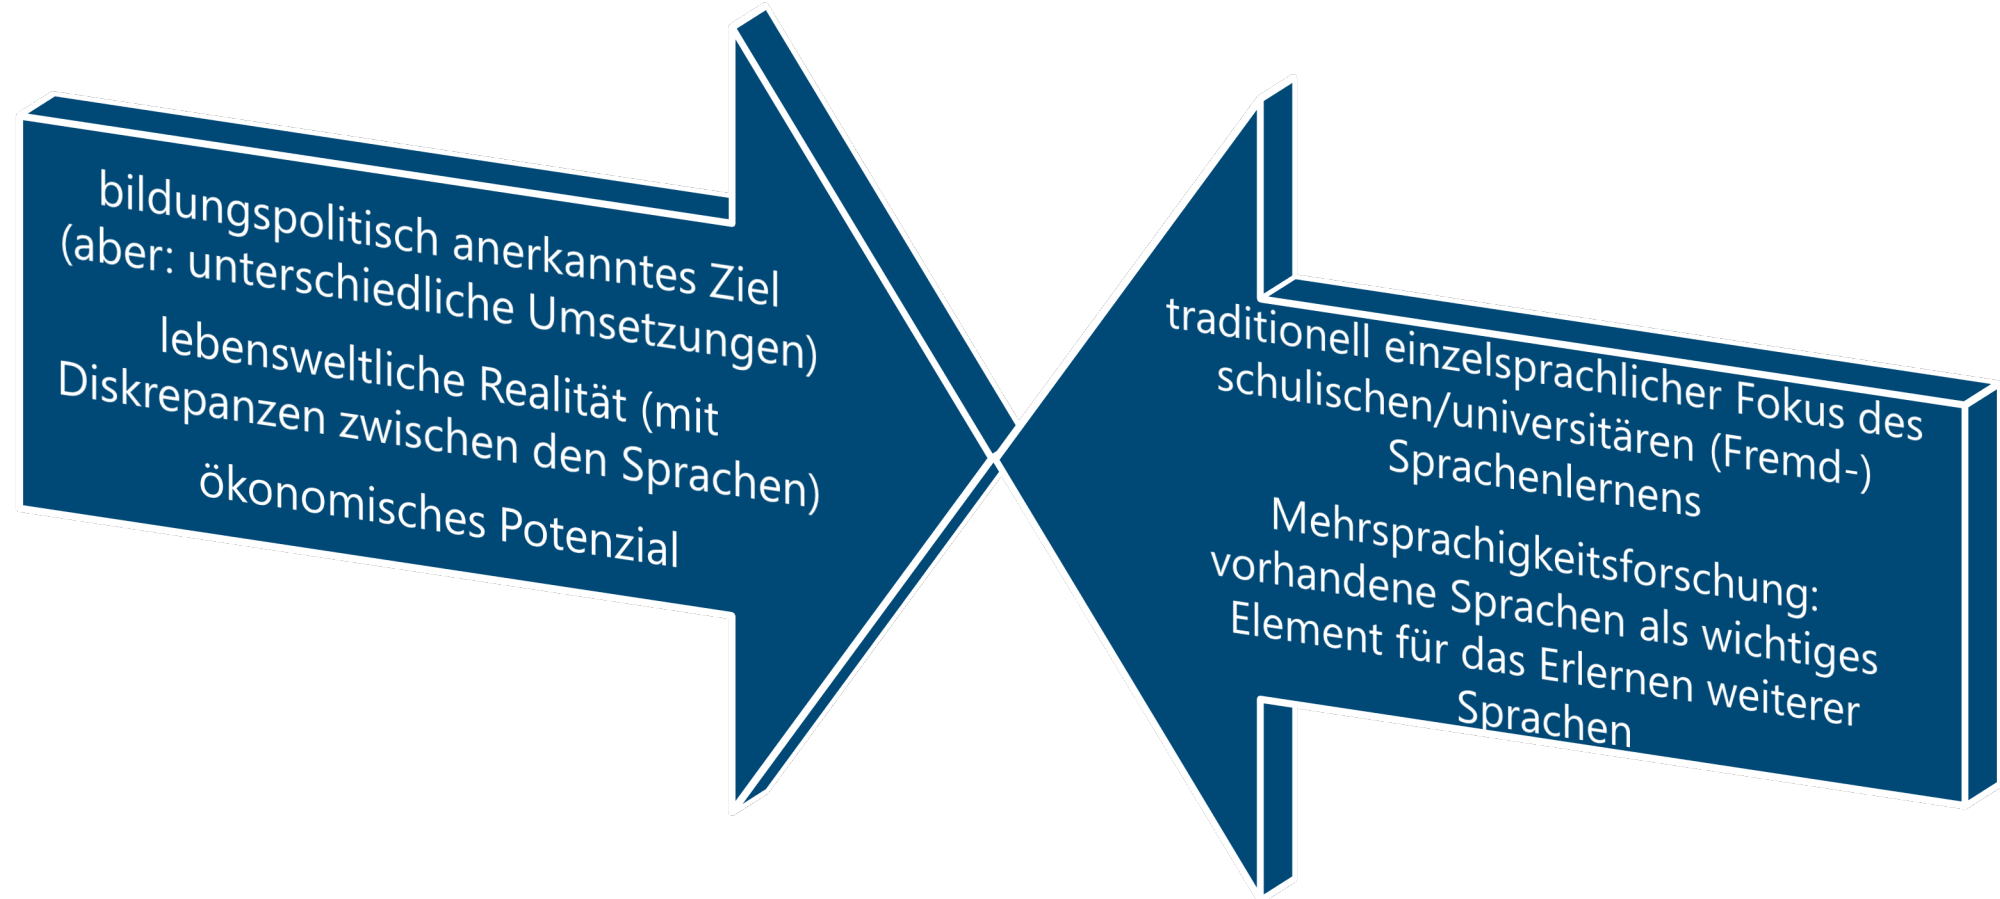 bildungspolitisch anerkanntes Ziel
(aber: unterschiedliche Umsetzungen)
lebensweltliche Realität (mit
Diskrepanzen zwischen den Sprachen)
ökonomisches Potenzial
traditionell einzelsprachlicher Fokus des
schulischen/universitären (Fremd-)
Sprachenlernens
Mehrsprachigkeitsforschung:
vorhandene Sprachen als wichtiges
Element für das Erlernen weiterer
Sprachen